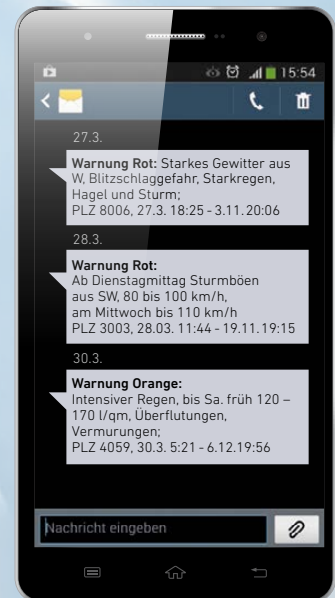 15:54
27.3.
Warnung Rot: Starkes Gewitter aus
W, Blitzschlaggefahr, Starkregen,
Hagel und Sturm;
PLZ 8006, 27.3. 18:25 - 3.11. 20:06
28.3.
Warnung Rot:
Ab Dienstagmittag Sturmböen
aus SW, 80 bis 100 km/h,
am Mittwoch bis 110 km/h
PLZ 3003, 28.03. 11:44 - 19.11.19:15
30.3.
Warnung Orange:
Intensiver Regen, bis Sa. früh 120 –
170 l/qm, Überflutungen,
Vermurungen;
PLZ 4059, 30.3. 5:21 - 6.12.19:56
Nachricht eingeben